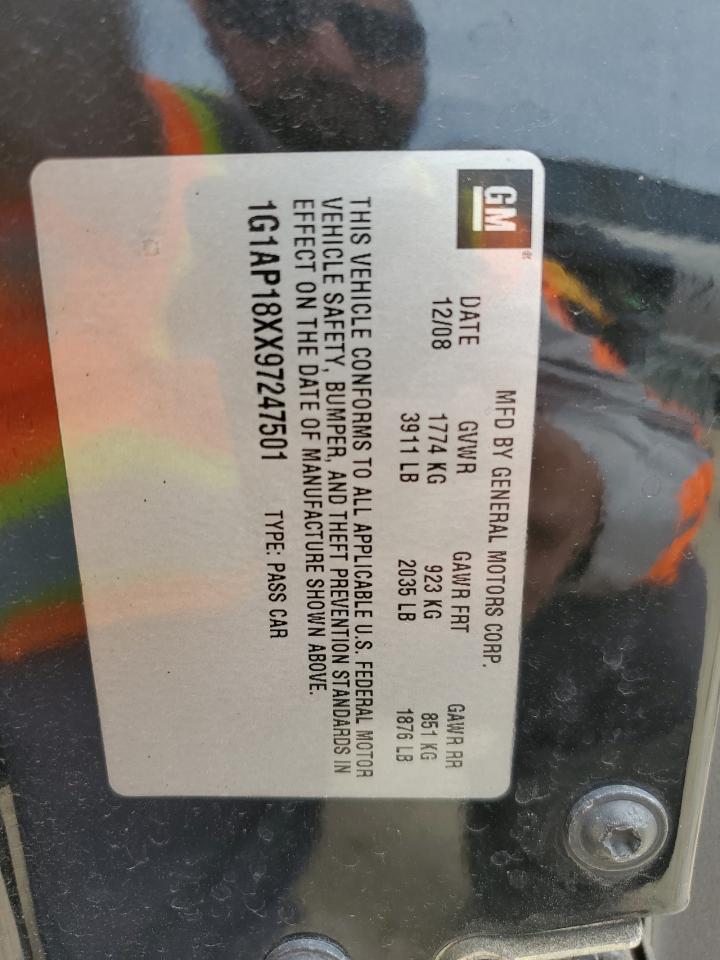 GM
MFD BY GENERAL MOTORS CORP.
DATE GVWR GAWR FRT GAWR RR
12/08 1774 KG 923 KG 851 KG
3911 LB 2035 LB 1876 LB
THIS VEHICLE CONFORMS TO ALL APPLICABLE U.S. FEDERAL MOTOR
VEHICLE SAFETY, BUMPER, AND THEFT PREVENTION STANDARDS IN
EFFECT ON THE DATE OF MANUFACTURE SHOWN ABOVE.
1G1AP18XX97247501 TYPE: PASS CAR